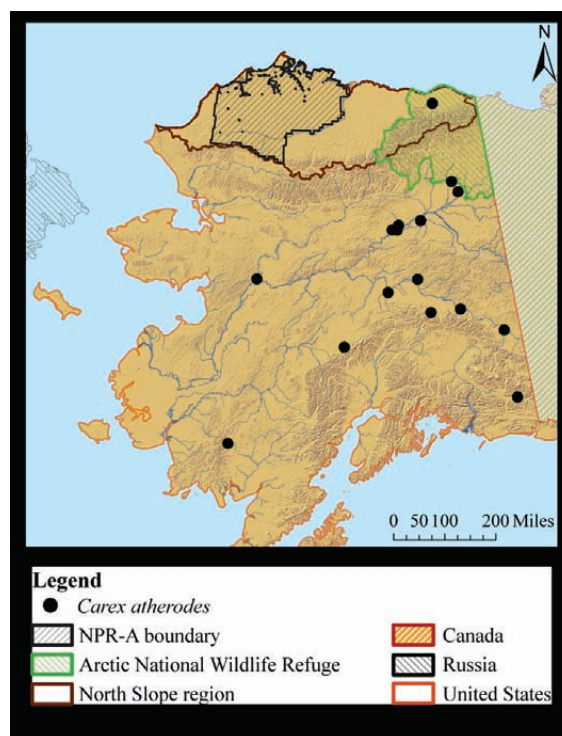 N
0 50 100 200 Miles
Legend
Carex atherodes
NPR-A boundary Canada
Arctic National Wildlife Refuge Russia
North Slope region United States